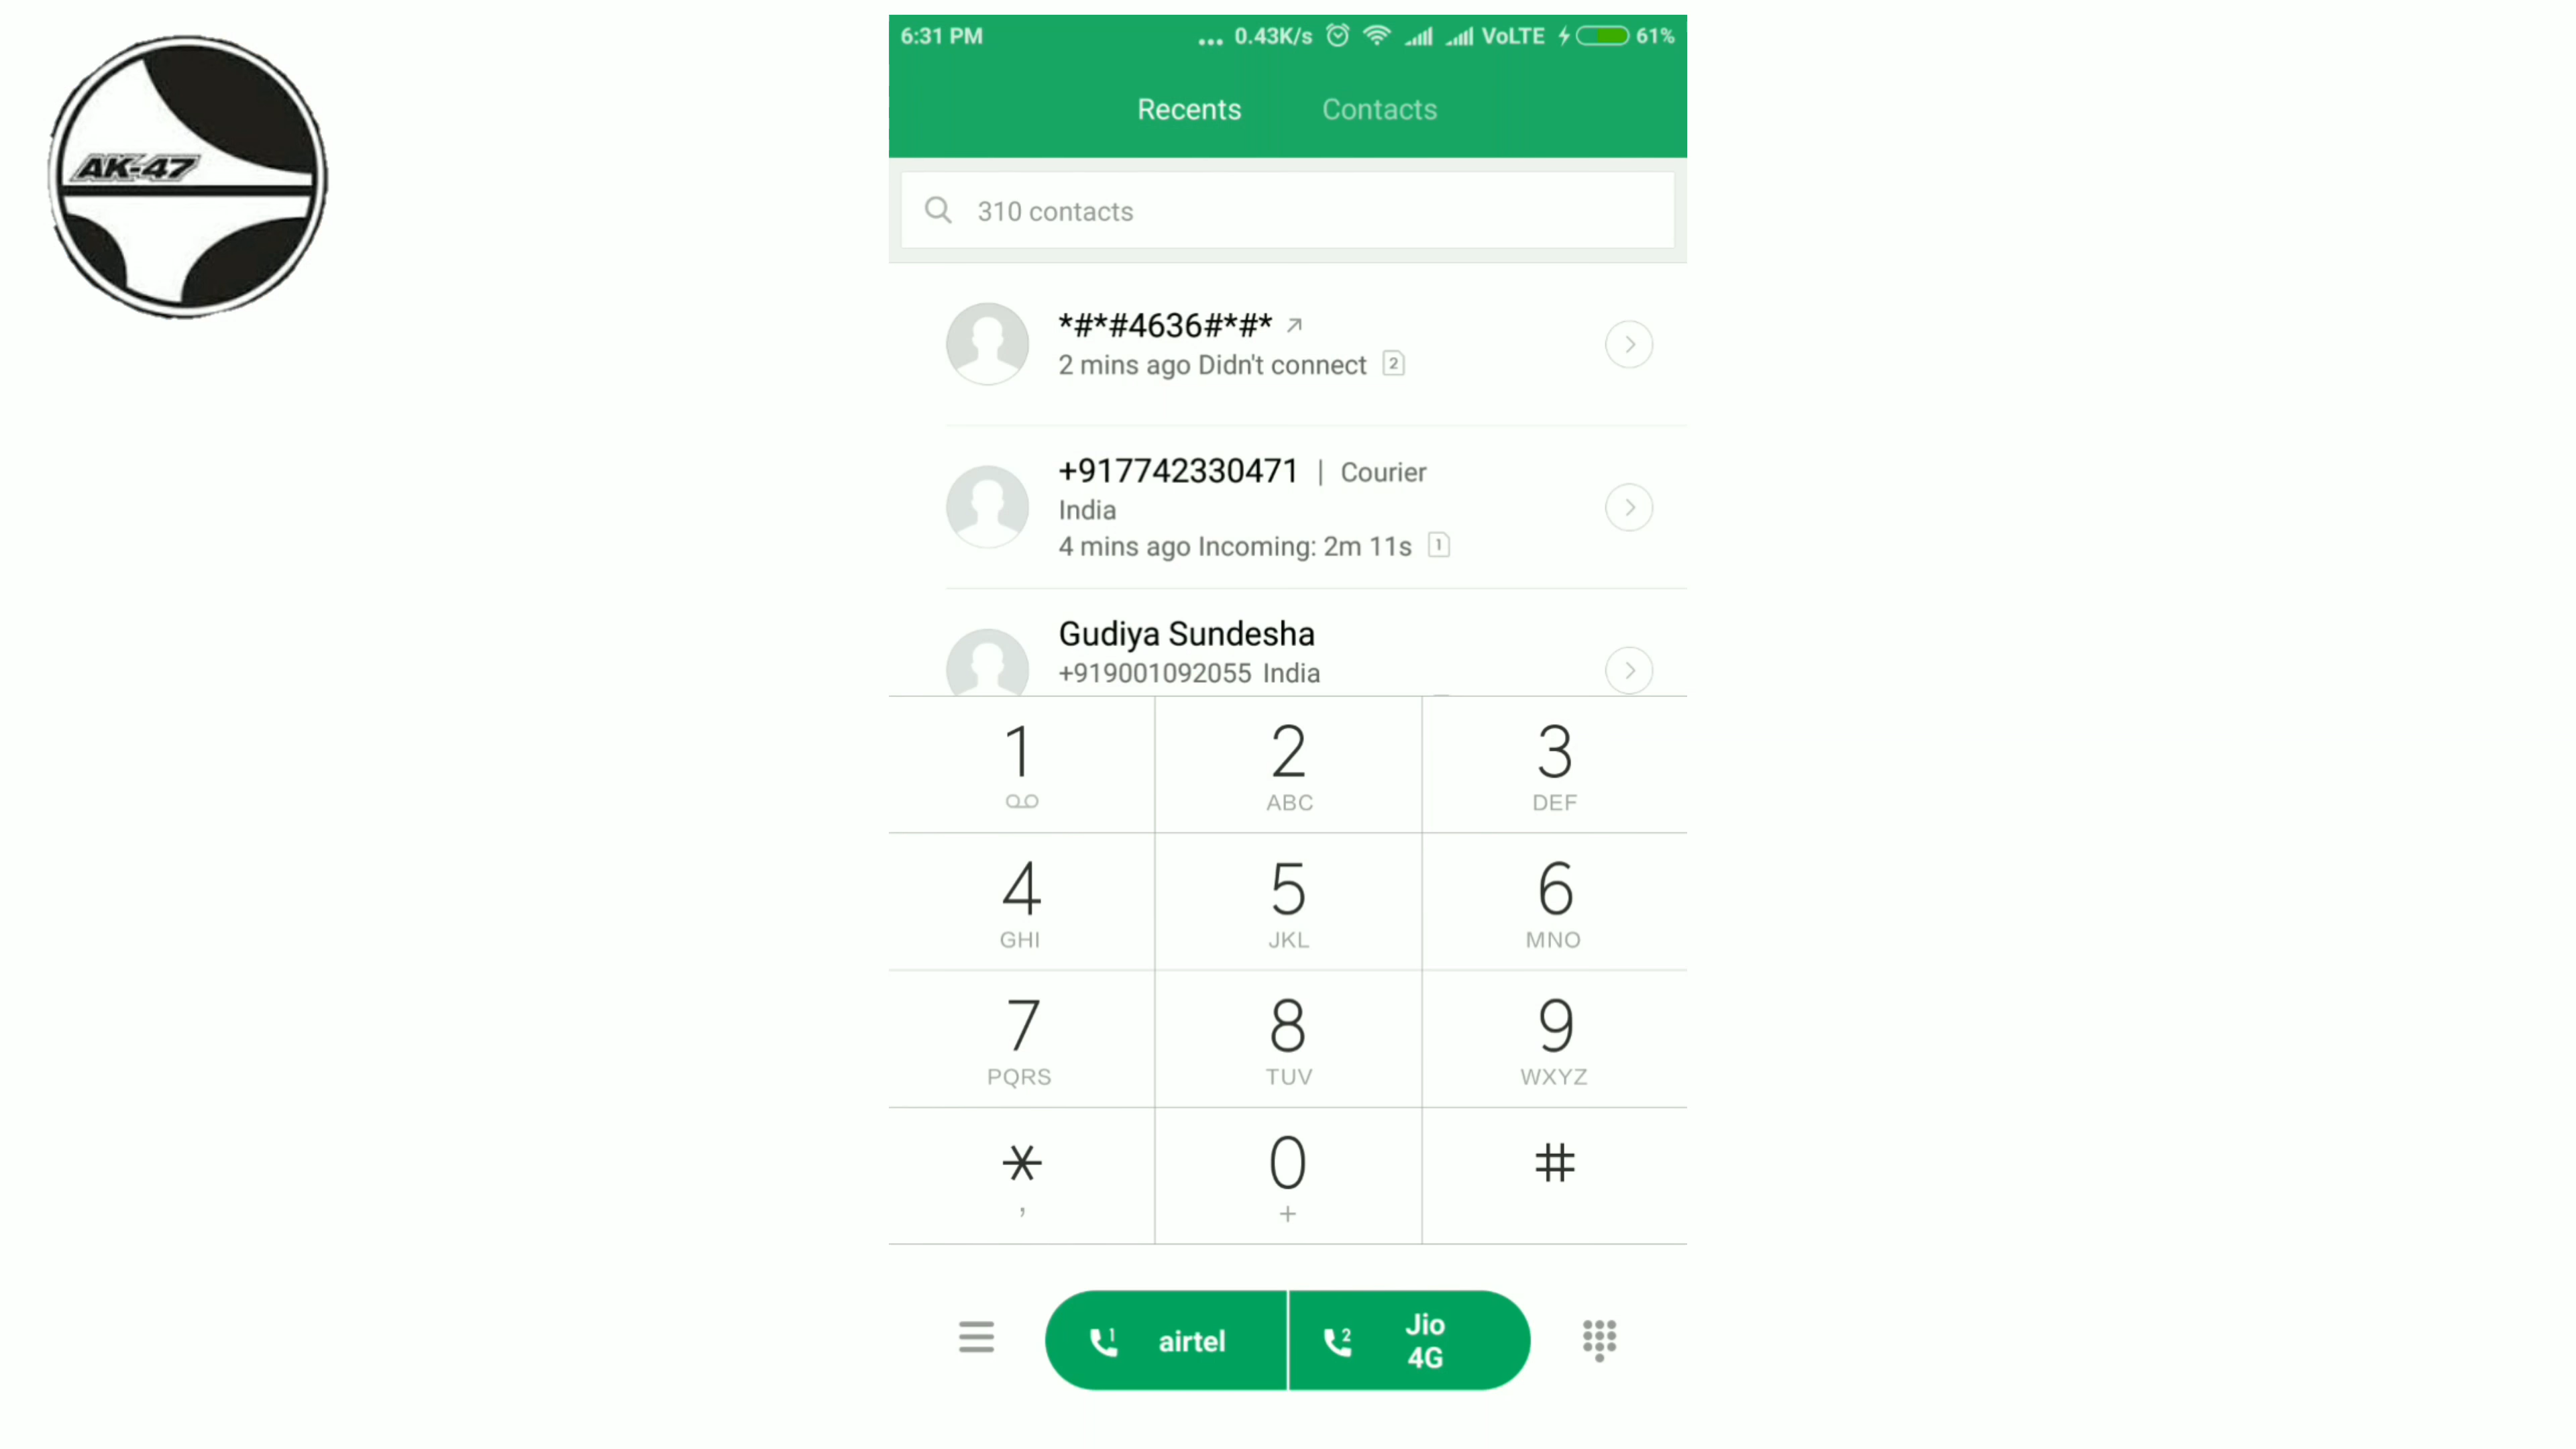 AK-47
6:31 PM ... 0.43K/s VoLTE 61%
Recents Contacts
310 contacts
*#*#4636#*#*
2 mins ago Didn't connect 2
+917742330471 | Courier
India
4 mins ago Incoming: 2m 11s 1
Gudiya Sundesha
+919001092055 India
1 2 3
ABC DEF
4 5 6
GHI JKL MNO
7 8 9
PQRS TUV WXYZ
* 0 #
, +
1 airtel 2 Jio
4G